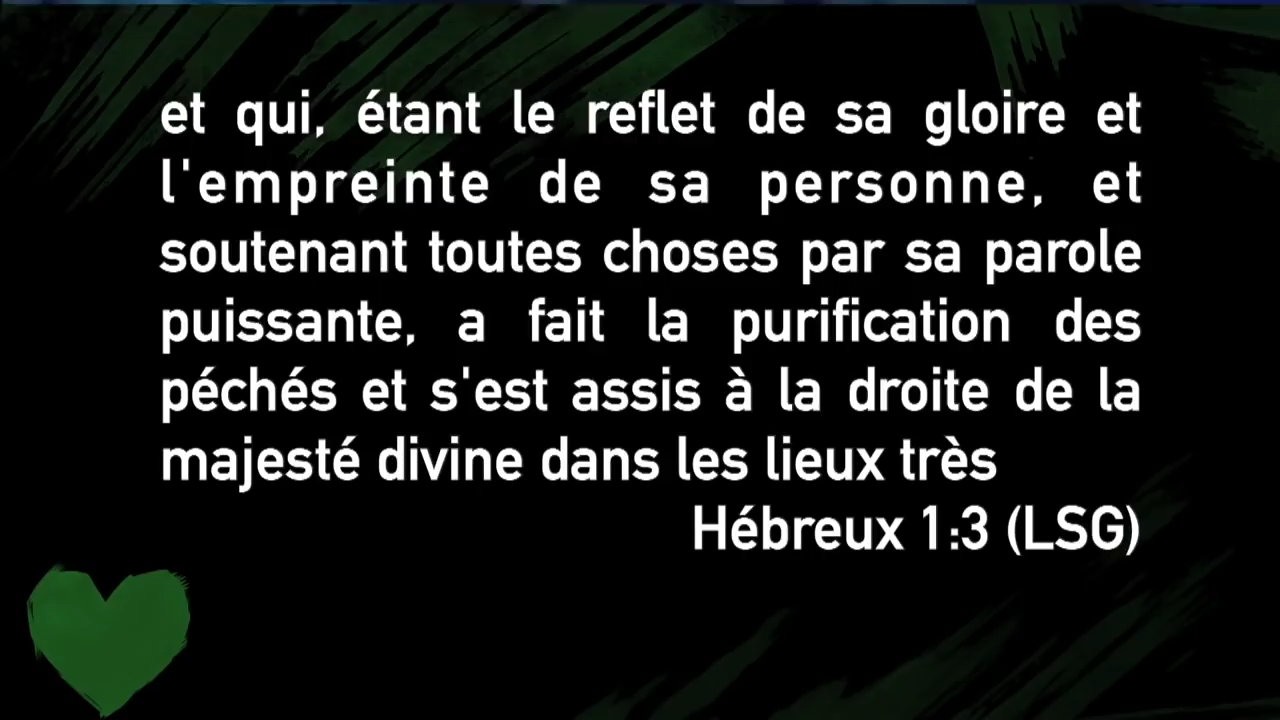 et qui, étant le reflet de sa gloire et
l'empreinte de sa personne, et
soutenant toutes choses par sa parole
puissante, a fait la purification des
péchés et s'est assis à la droite de la
majesté divine dans les lieux très
Hébreux 1:3 (LSG)